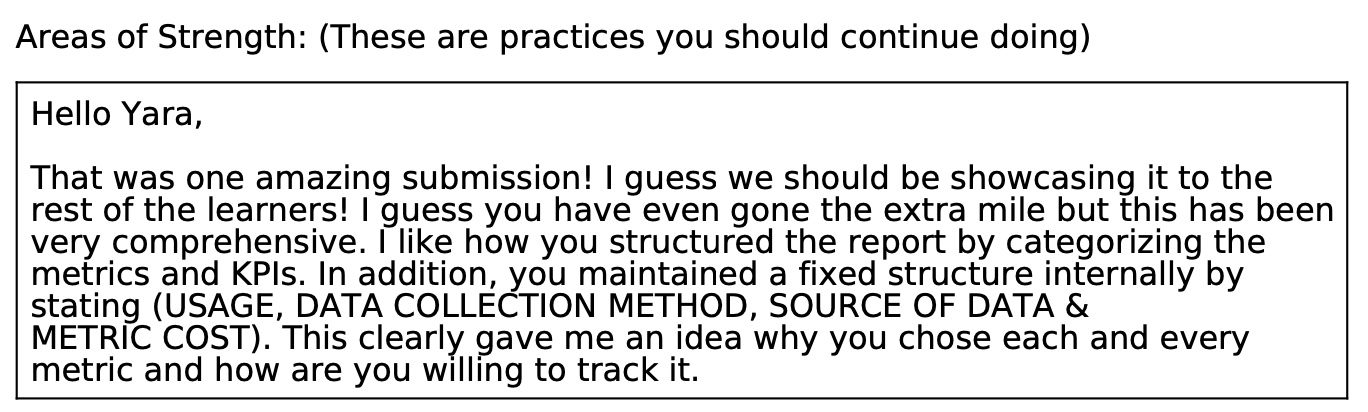 Areas of Strength: (These are practices you should continue doing)
Hello Yara,
That was one amazing submission! I guess we should be showcasing it to the
rest of the learners! I guess you have even gone the extra mile but this has been
very comprehensive. I like how you structured the report by categorizing the
metrics and KPIs. In addition, you maintained a fixed structure internally by
stating (USAGE, DATA COLLECTION METHOD, SOURCE OF DATA &
METRIC COST). This clearly gave me an idea why you chose each and every
metric and how are you willing to track it.